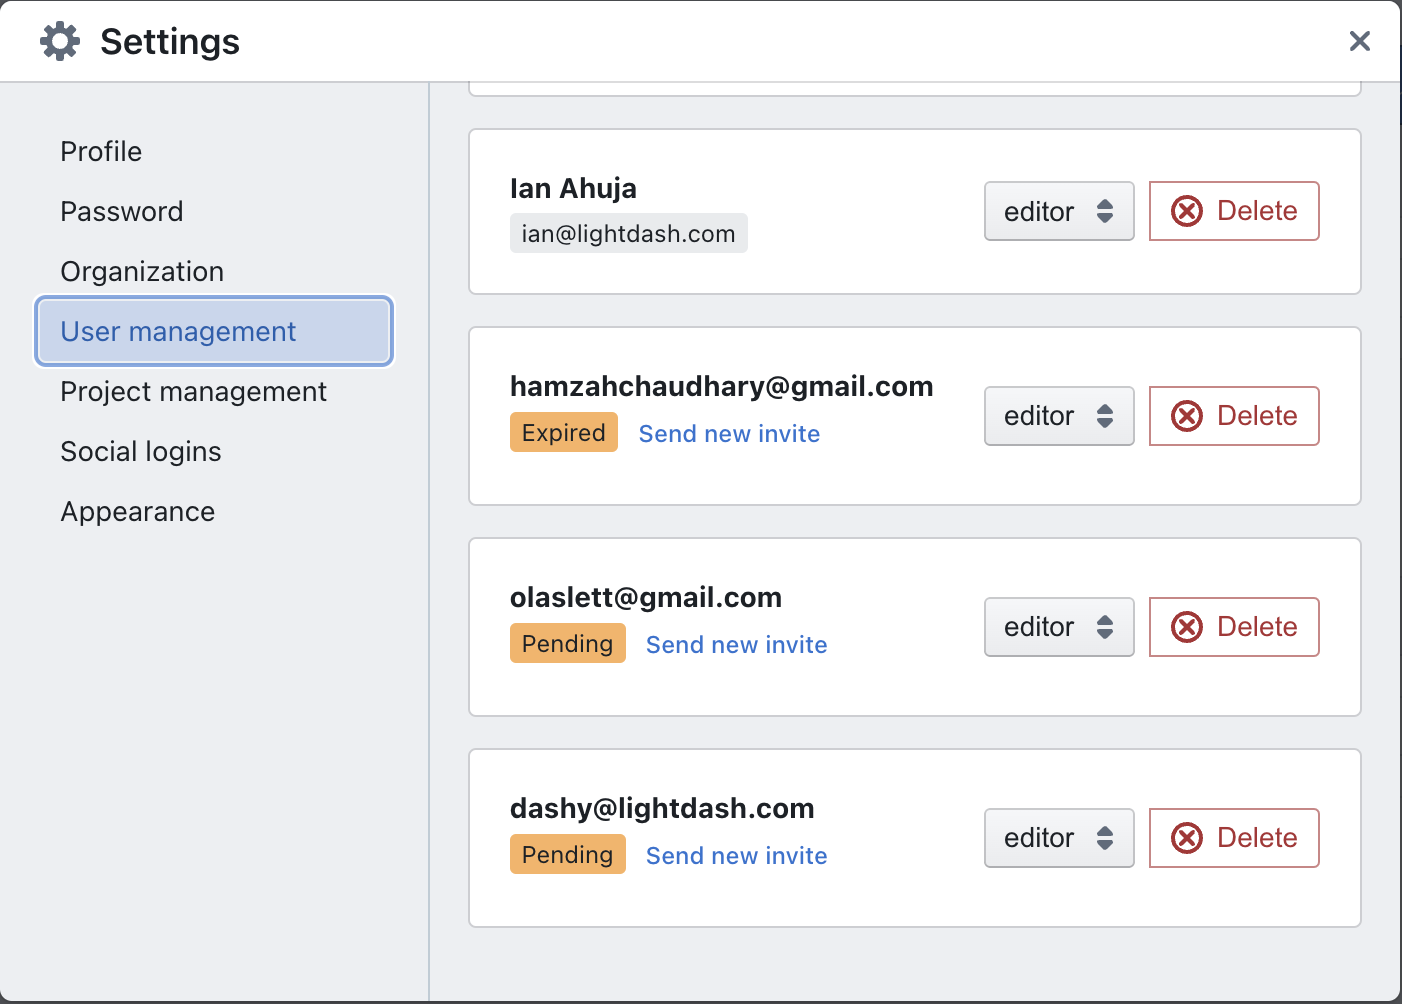 Settings
Profile
Password
Organization
User management
Project management
Social logins
Appearance
Ian Ahuja
ian@lightdash.com
editor
Delete
hamzahchaudhary@gmail.com
Expired Send new invite
editor
Delete
olaslett@gmail.com
Pending Send new invite
editor
Delete
dashy@lightdash.com
Pending Send new invite
editor
Delete